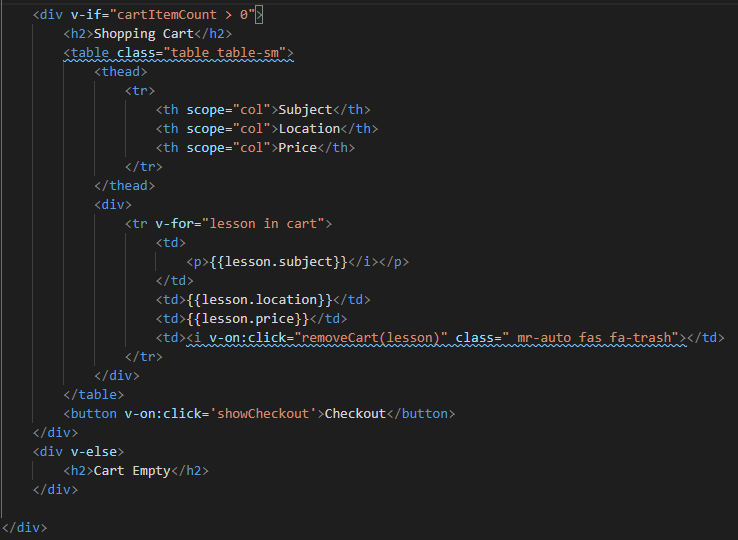 <div v-if="cartItemCount > 0">
<h2>Shopping Cart</h2>
<table class="table table-sm">
<thead>
<tr>
<th scope="col">Subject</th>
<th scope="col">Location</th>
<th scope="col">Price</th>
</tr>
</thead>
<div>
<tr v-for="lesson in cart">
<td>
<p>{{lesson.subject}}</i></p>
</td>
<td>{{lesson.location}}</td>
<td>{{lesson.price}}</td>
<td><i v-on:click="removeCart(lesson)" class=" mr-auto fas fa-trash"></td>
</tr>
</div>
</table>
<button v-on:click='showCheckout'>Checkout</button>
</div>
<div v-else>
<h2>Cart Empty</h2>
</div>
</div>